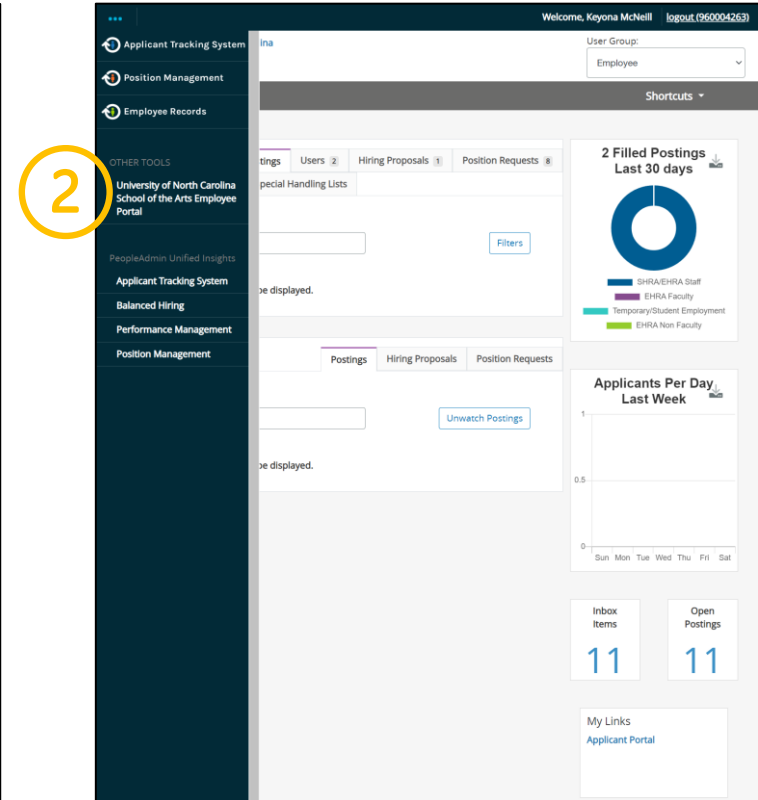 •••
Welcome, Keyona McNeill logout (960004263)
Applicant Tracking System
Position Management
Employee Records
OTHER TOOLS
University of North Carolina
School of the Arts Employee
Portal
PeopleAdmin Unified Insights
Applicant Tracking System
Balanced Hiring
Performance Management
Position Management
2
ina
User Group:
Employee
Shortcuts
tings Users 2 Hiring Proposals 1 Position Requests 8
pecial Handling Lists
Filters
be displayed.
Postings Hiring Proposals Position Requests
Unwatch Postings
be displayed.
2 Filled Postings
Last 30 days
SHRA/EHRA Staff
EHRA Faculty
Temporary/Student Employment
EHRA Non Faculty
Applicants Per Day
Last Week
1
0.5
0
Sun Mon Tue Wed Thu Fri Sat
Inbox
Items
11
Open
Postings
11
My Links
Applicant Portal